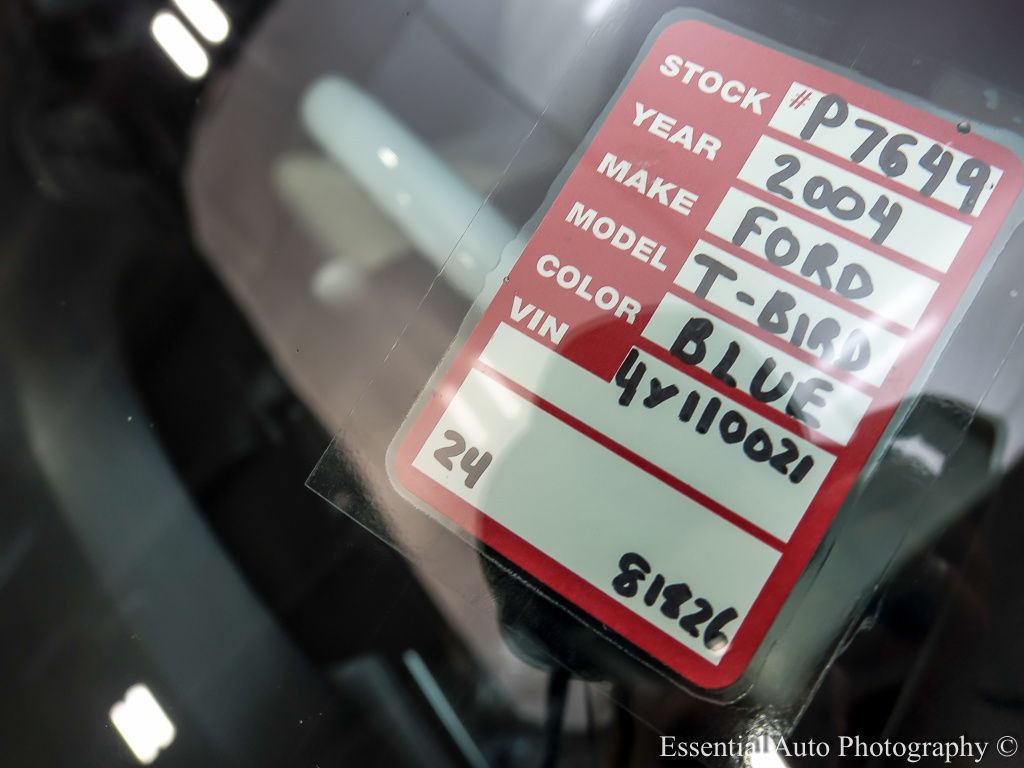 STOCK #P7649
YEAR 2004
MAKE FORD
MODEL T-BIRD
COLOR BLUE
VIN 4Y110021
24
81826
Essential Auto Photography ©